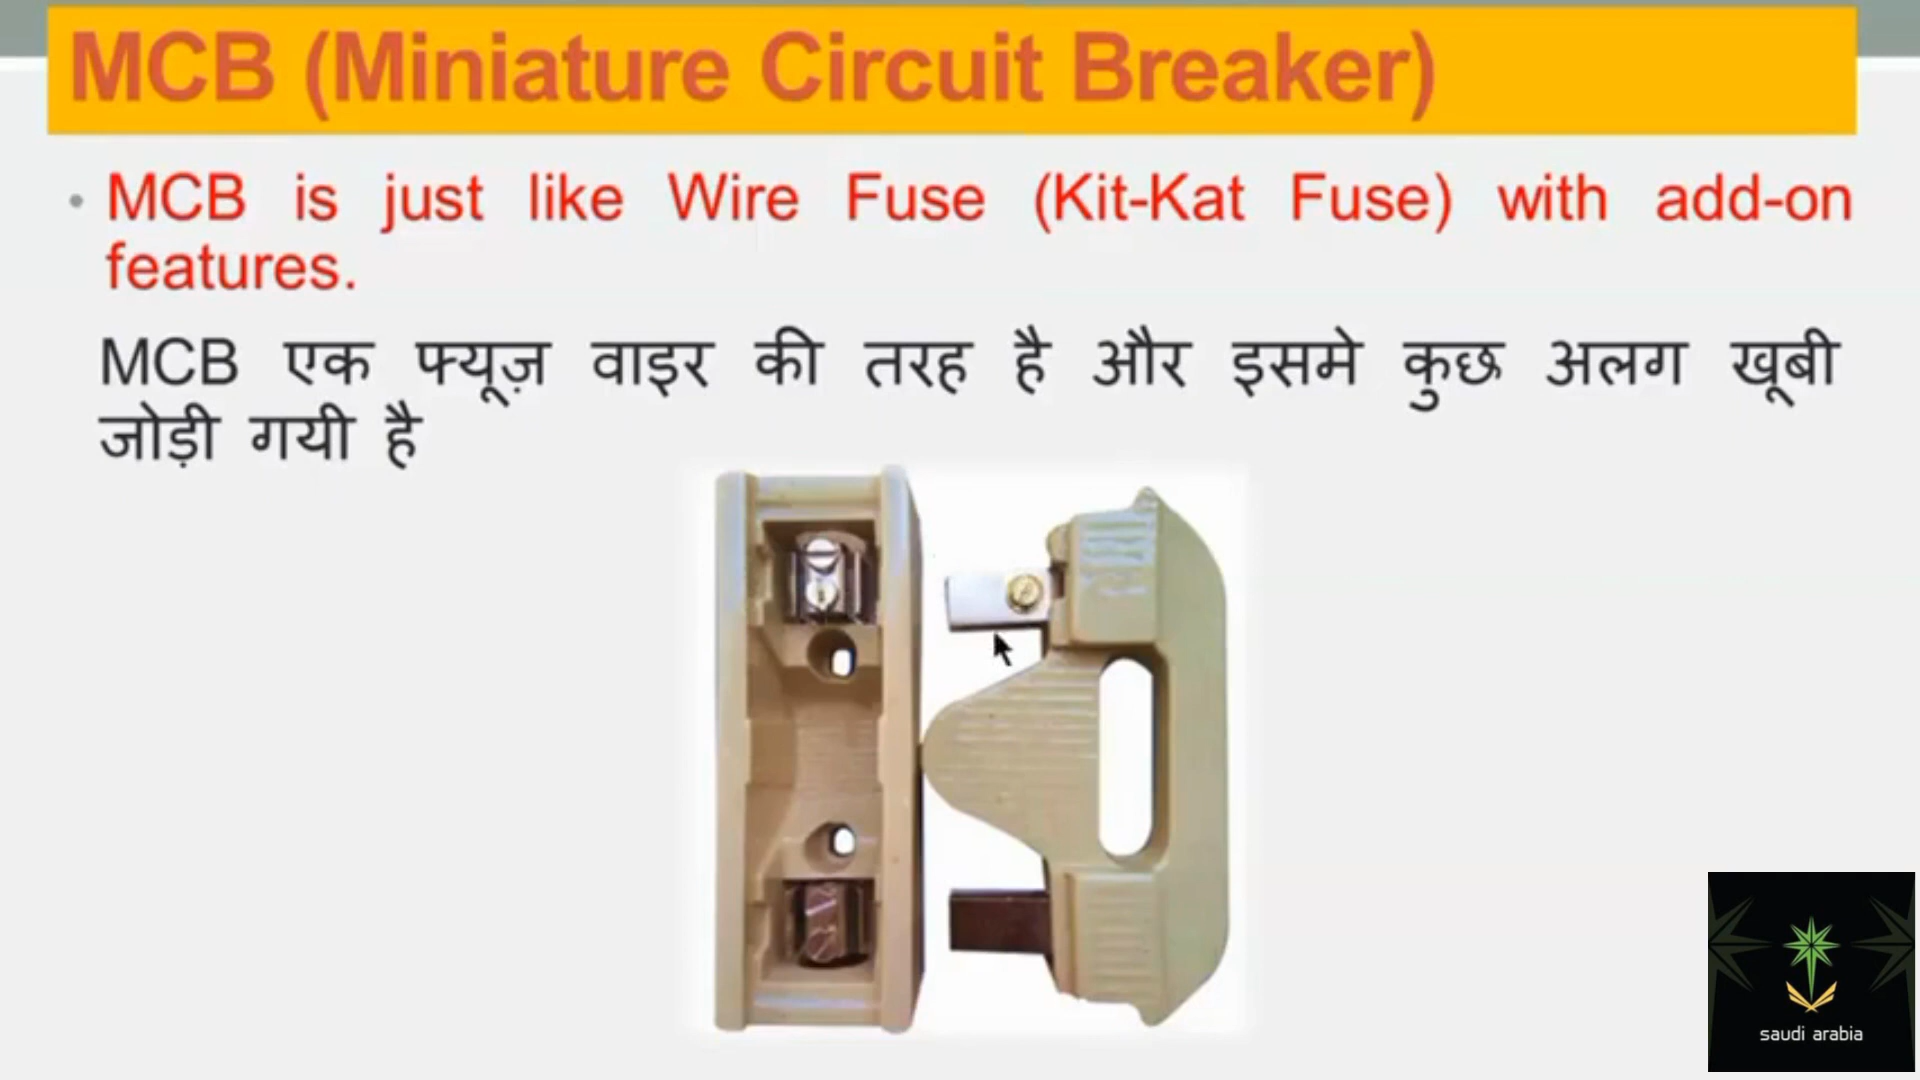 MCB (Miniature Circuit Breaker)
• MCB is just like Wire Fuse (Kit-Kat Fuse) with add-on
features.
MCB एक फ्यूज़ वाइर की तरह है और इसमे कुछ अलग खूबी
जोड़ी गयी है
saudi arabia